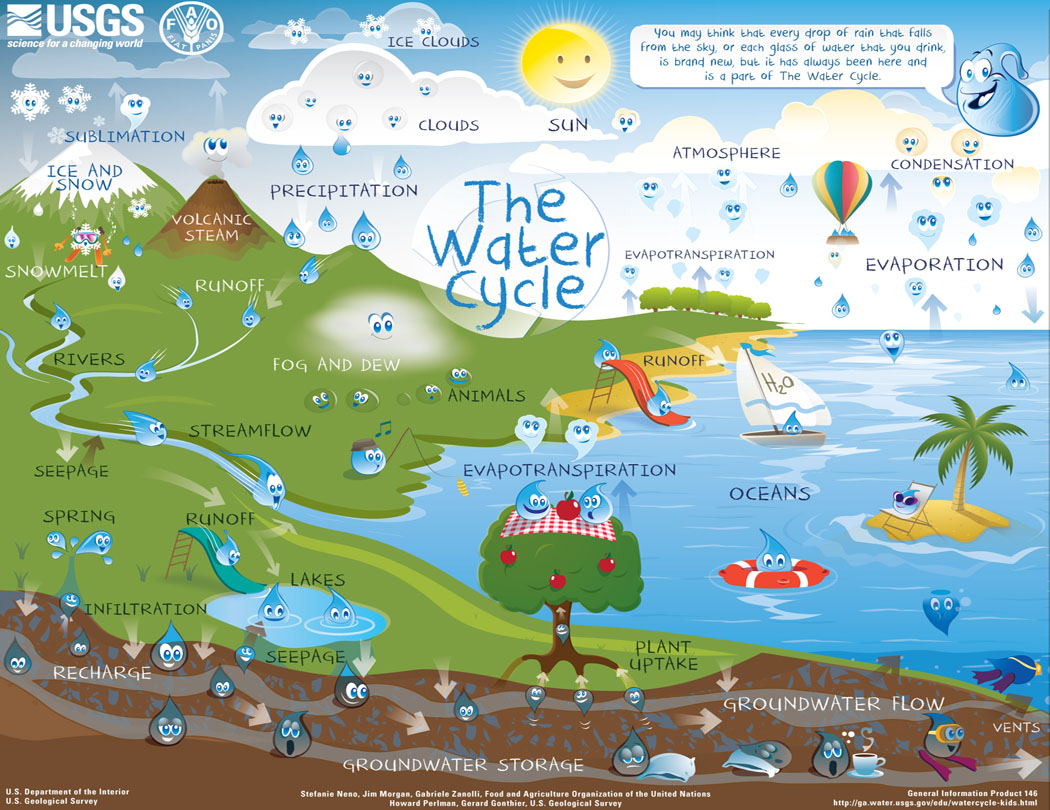 USGS
science for a changing world
FAO
FIAT PANIS
ICE CLOUDS
You may think that every drop of rain that falls
from the sky, or each glass of water that you drink,
is brand new, but it has always been here and
is a part of The Water Cycle.
SUBLIMATION
CLOUDS
SUN
ATMOSPHERE
CONDENSATION
ICE AND
SNOW
PRECIPITATION
The
Water
Cycle
VOLCANIC
STEAM
EVAPOTRANSPIRATION
EVAPORATION
SNOWMELT
RUNOFF
RIVERS
FOG AND DEW
RUNOFF
H2O
ANIMALS
STREAMFLOW
SEEPAGE
EVAPOTRANSPIRATION
OCEANS
SPRING
RUNOFF
LAKES
INFILTRATION
SEEPAGE
PLANT
UPTAKE
RECHARGE
GROUNDWATER FLOW
VENTS
GROUNDWATER STORAGE
U.S. Department of the Interior
U.S. Geological Survey
Stefanie Neno, Jim Morgan, Gabriele Zanolli, Food and Agriculture Organization of the United Nations
Howard Perlman, Gerard Gonthier, U.S. Geological Survey
General Information Product 146
http://ga.water.usgs.gov/edu/watercycle-kids.html